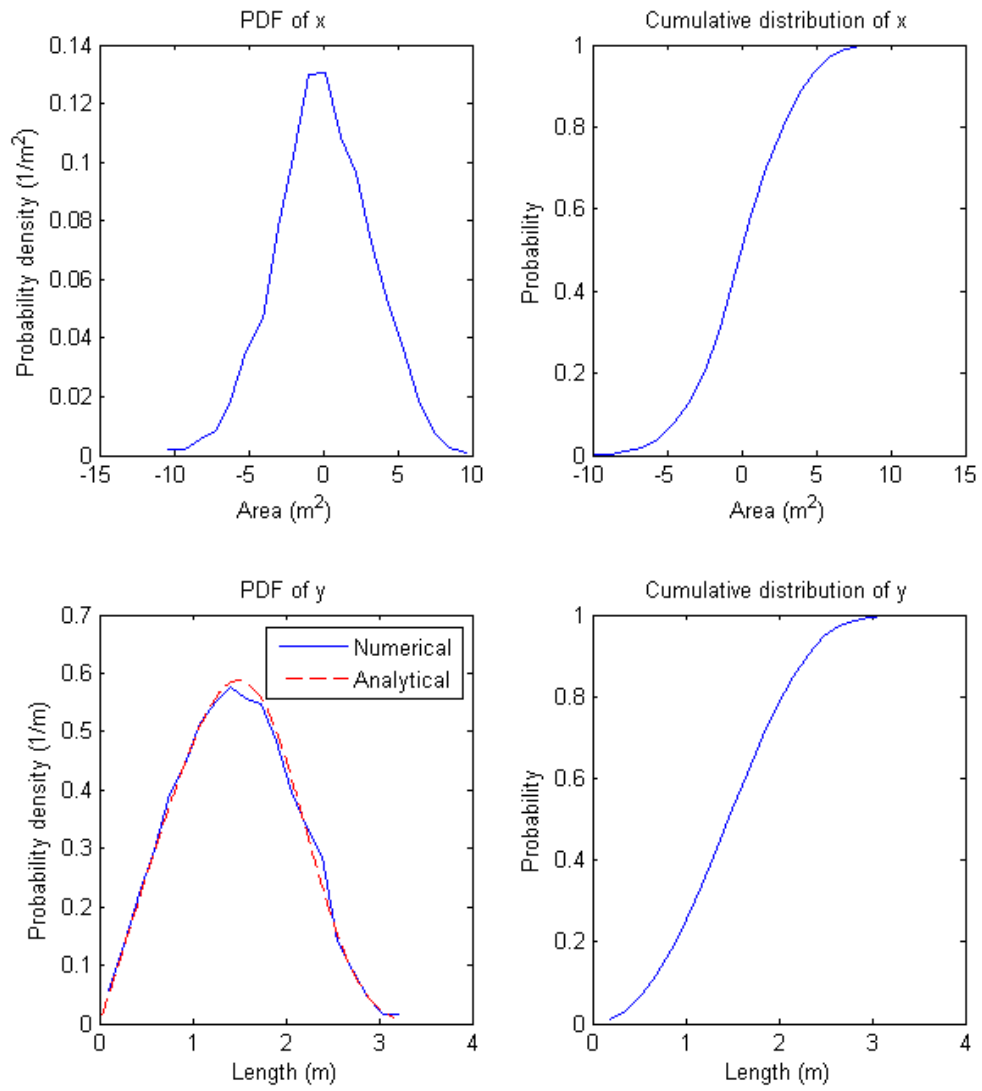 PDF of x
Probability density (1/m²)
0.14
0.12
0.1
0.08
0.06
0.04
0.02
0
-15 -10 -5 0 5 10
Area (m²)
Cumulative distribution of x
Probability
1
0.8
0.6
0.4
0.2
0
-10 -5 0 5 10 15
Area (m²)
PDF of y
Probability density (1/m)
0.7
0.6
0.5
0.4
0.3
0.2
0.1
0
Numerical
Analytical
0 1 2 3 4
Length (m)
Cumulative distribution of y
Probability
1
0.8
0.6
0.4
0.2
0
0 1 2 3 4
Length (m)